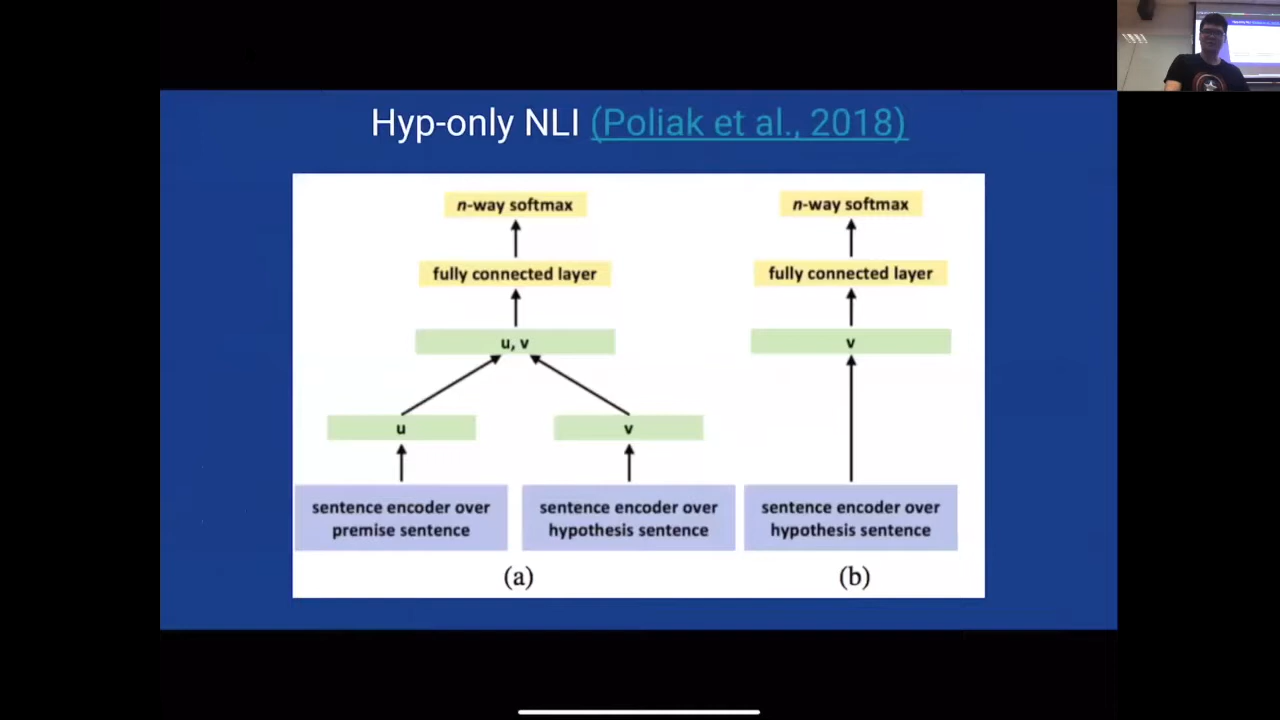 Hyp-only NLI (Poliak et al., 2018)
n-way softmax
fully connected layer
u, v
u
v
sentence encoder over
premise sentence
sentence encoder over
hypothesis sentence
(a)
n-way softmax
fully connected layer
v
sentence encoder over
hypothesis sentence
(b)